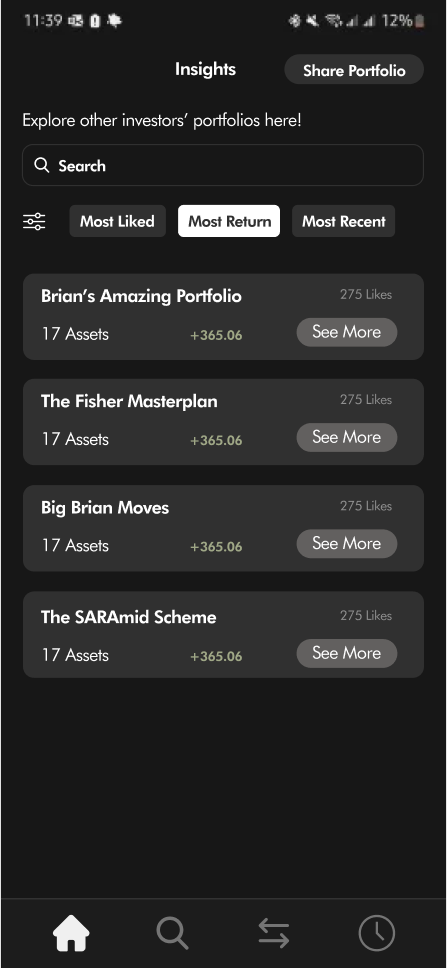 11:39 12%
Insights Share Portfolio
Explore other investors’ portfolios here!
Search
Most Liked Most Return Most Recent
Brian’s Amazing Portfolio 275 Likes
17 Assets +365.06 See More
The Fisher Masterplan 275 Likes
17 Assets +365.06 See More
Big Brian Moves 275 Likes
17 Assets +365.06 See More
The SARAmid Scheme 275 Likes
17 Assets +365.06 See More